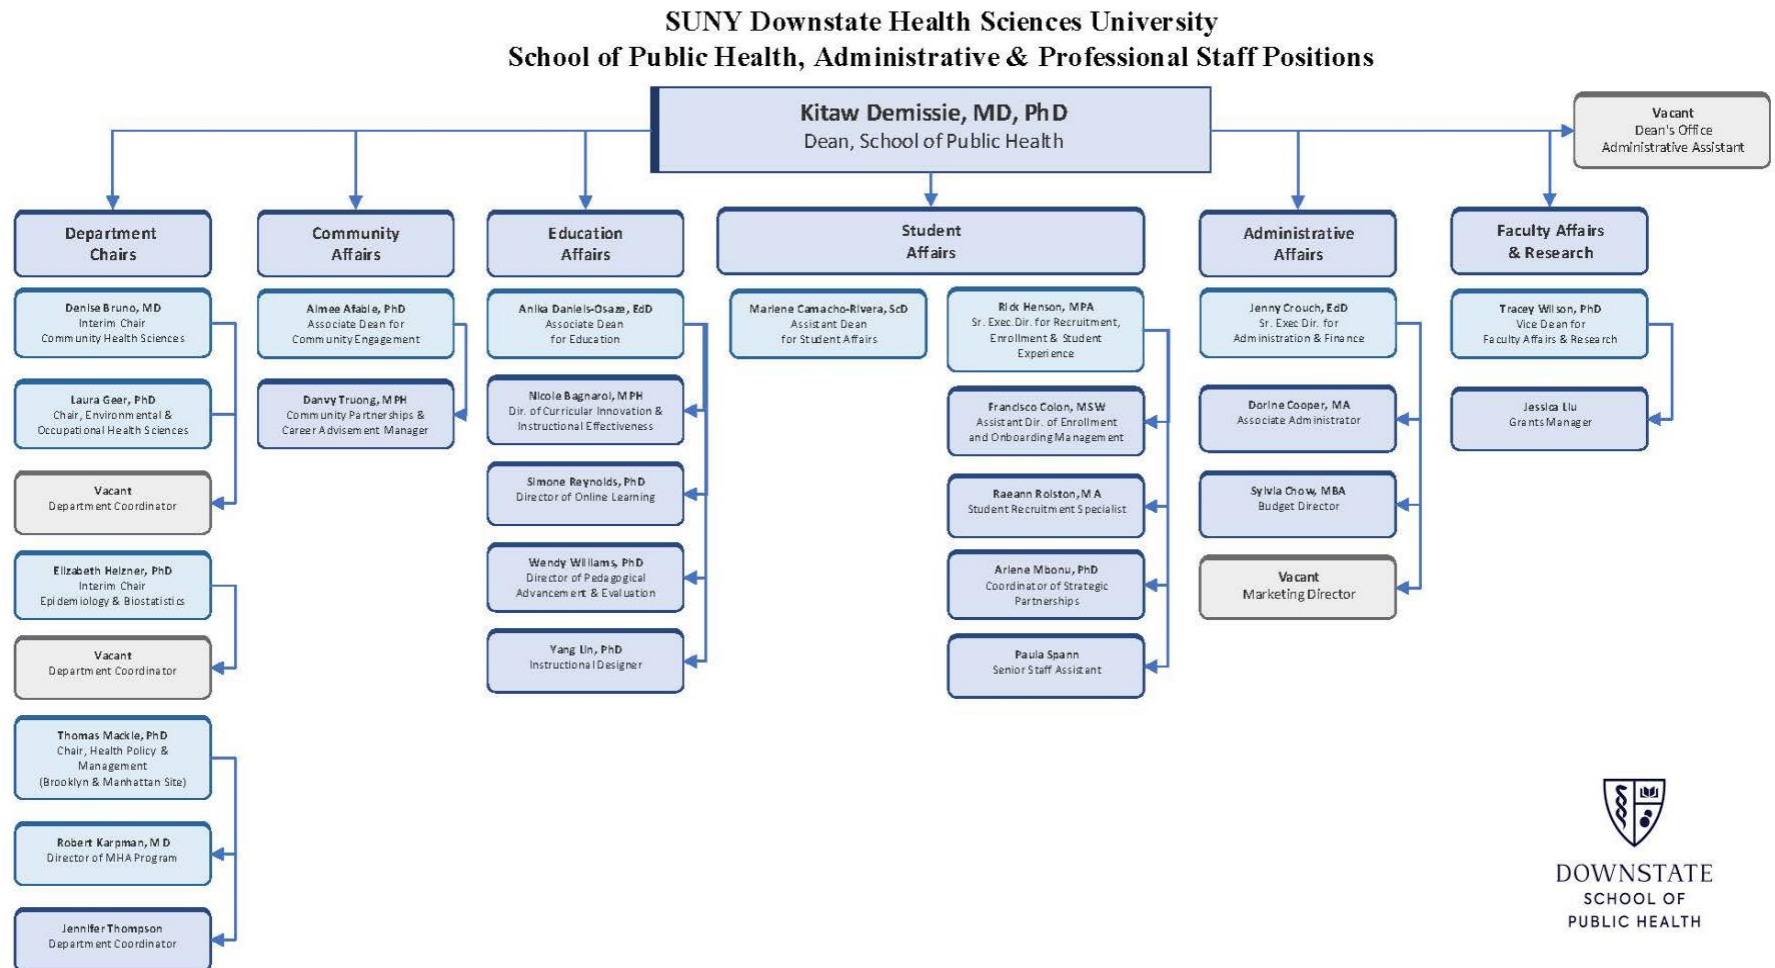 SUNY Downstate Health Sciences University
School of Public Health, Administrative & Professional Staff Positions
Kitaw Demissie, MD, PhD
Dean, School of Public Health
Vacant
Dean's Office
Administrative Assistant
Department
Chairs
Denise Bruno, MD
Interim Chair
Community Health Sciences
Laura Geer, PhD
Chair, Environmental &
Occupational Health Sciences
Vacant
Department Coordinator
Elizabeth Helzner, PhD
Interim Chair
Epidemiology & Biostatistics
Vacant
Department Coordinator
Thomas Mackie, PhD
Chair, Health Policy &
Management
(Brooklyn & Manhattan Site)
Robert Karpman, MD
Director of MHA Program
Jennifer Thompson
Department Coordinator
Community
Affairs
Aimee Afable, PhD
Associate Dean for
Community Engagement
Danvy Truong, MPH
Community Partnerships &
Career Advisement Manager
Education
Affairs
Anika Daniels-Osaze, EdD
Associate Dean
for Education
Nicole Bagnarol, MPH
Dir. of Curricular Innovation &
Instructional Effectiveness
Simone Reynolds, PhD
Director of Online Learning
Wendy Williams, PhD
Director of Pedagogical
Advancement & Evaluation
Yang Lin, PhD
Instructional Designer
Student
Affairs
Marlene Camacho-Rivera, ScD
Assistant Dean
for Student Affairs
Rick Henson, MPA
Sr. Exec. Dir. for Recruitment,
Enrollment & Student
Experience
Francisco Colon, MSW
Assistant Dir. of Enrollment
and Onboarding Management
Raeann Rolston, MA
Student Recruitment Specialist
Arlene Mbonu, PhD
Coordinator of Strategic
Partnerships
Paula Spann
Senior Staff Assistant
Administrative
Affairs
Jenny Crouch, EdD
Sr. Exec Dir. for
Administration & Finance
Dorine Cooper, MA
Associate Administrator
Sylvia Chow, MBA
Budget Director
Vacant
Marketing Director
Faculty Affairs
& Research
Tracey Wilson, PhD
Vice Dean for
Faculty Affairs & Research
Jessica Liu
Grants Manager
DOWNSTATE
SCHOOL OF
PUBLIC HEALTH